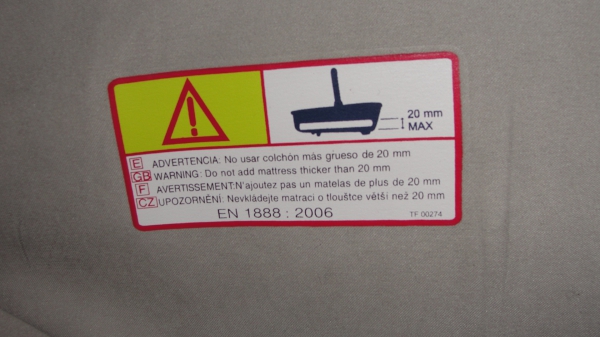 20 mm
MAX
E ADVERTENCIA: No usar colchón más grueso de 20 mm
GB WARNING: Do not add mattress thicker than 20 mm
F AVERTISSEMENT:N'ajoutez pas un matelas de plus de 20 mm
CZ UPOZORNÉNÍ: Nevkládejte matraci o tloušťce větší než 20 mm
EN 1888 : 2006
TF 00274